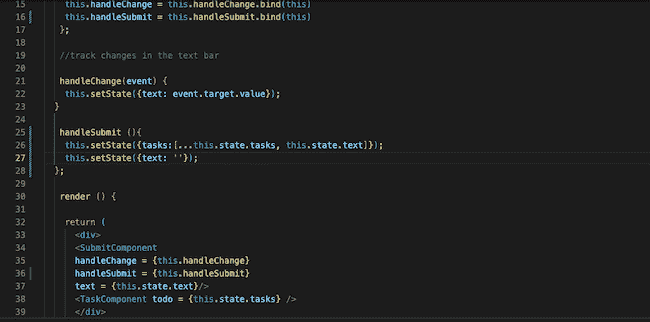 15 this.handleChange = this.handleChange.bind(this)
16 this.handleSubmit = this.handleSubmit.bind(this)
17 };
18
19 //track changes in the text bar
20
21 handleChange(event) {
22 this.setState({text: event.target.value});
23 }
24
25 handleSubmit (){
26 this.setState({tasks:[...this.state.tasks, this.state.text]});
27 this.setState({text: ''});
28 };
29
30 render () {
31
32 return (
33 <div>
34 <SubmitComponent
35 handleChange = {this.handleChange}
36 handleSubmit = {this.handleSubmit}
37 text = {this.state.text}/>
38 <TaskComponent todo = {this.state.tasks} />
39 </div>